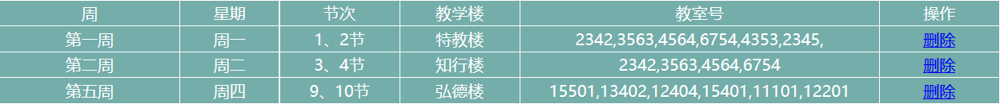 周 星期 节次 教学楼 教室号 操作
第一周 周一 1、2节 特教楼 2342,3563,4564,6754,4353,2345, 删除
第二周 周二 3、4节 知行楼 2342,3563,4564,6754 删除
第五周 周四 9、10节 弘德楼 15501,13402,12404,15401,11101,12201 删除